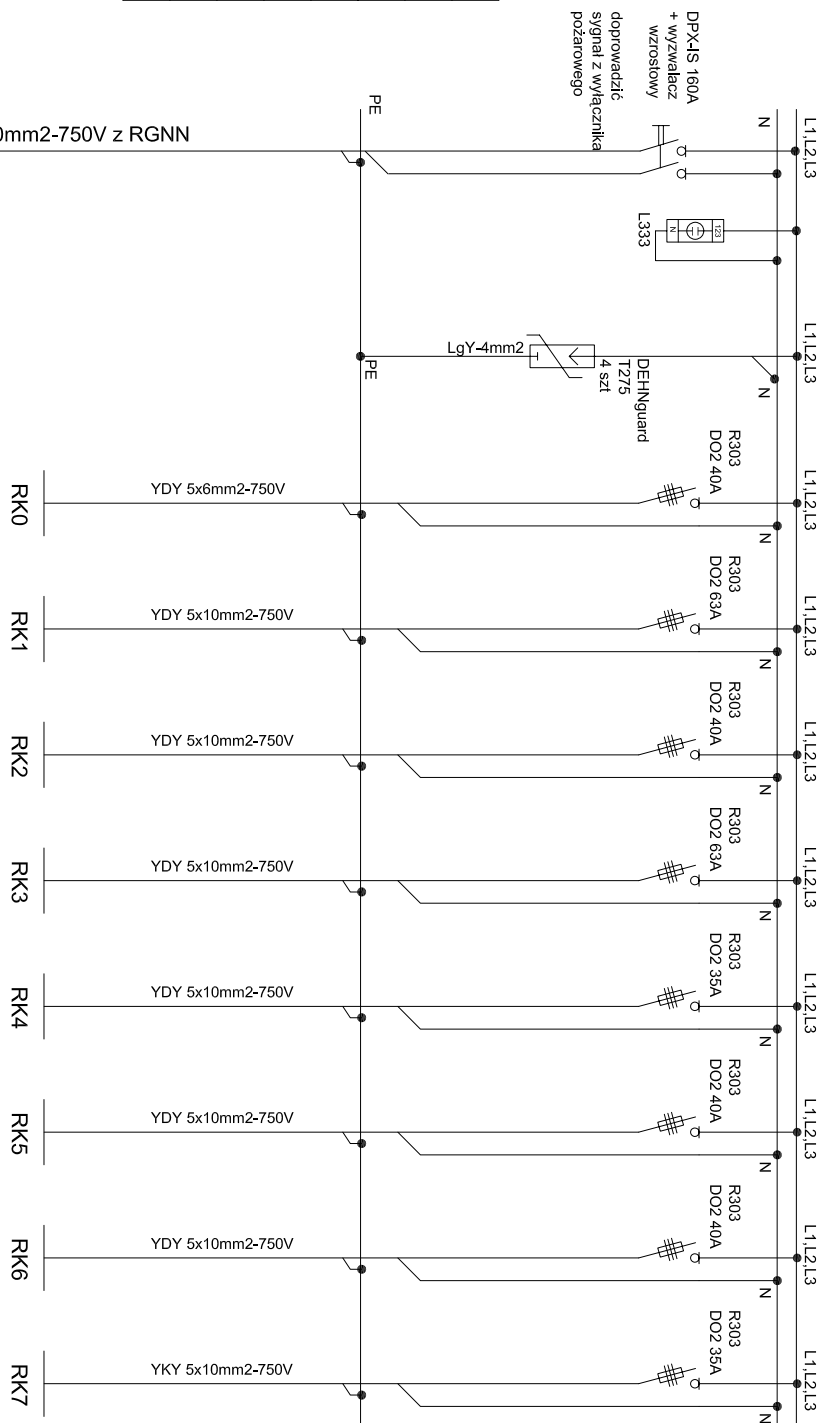 DPX-IS 160A
+ wyzwalacz
wzrostowy
doprowadzić
sygnał z wyłącznika
pożarowego
L1,L2,L3
N
PE
0mm2-750V z RGNN
L333
123
N
L1,L2,L3
N
DEHNguard
T275
4 szt
LgY-4mm2
PE
L1,L2,L3
N
R303
DO2 40A
YDY 5x6mm2-750V
RK0
L1,L2,L3
N
R303
DO2 63A
YDY 5x10mm2-750V
RK1
L1,L2,L3
N
R303
DO2 40A
YDY 5x10mm2-750V
RK2
L1,L2,L3
N
R303
DO2 63A
YDY 5x10mm2-750V
RK3
L1,L2,L3
N
R303
DO2 35A
YDY 5x10mm2-750V
RK4
L1,L2,L3
N
R303
DO2 40A
YDY 5x10mm2-750V
RK5
L1,L2,L3
N
R303
DO2 40A
YDY 5x10mm2-750V
RK6
L1,L2,L3
N
R303
DO2 35A
YKY 5x10mm2-750V
RK7